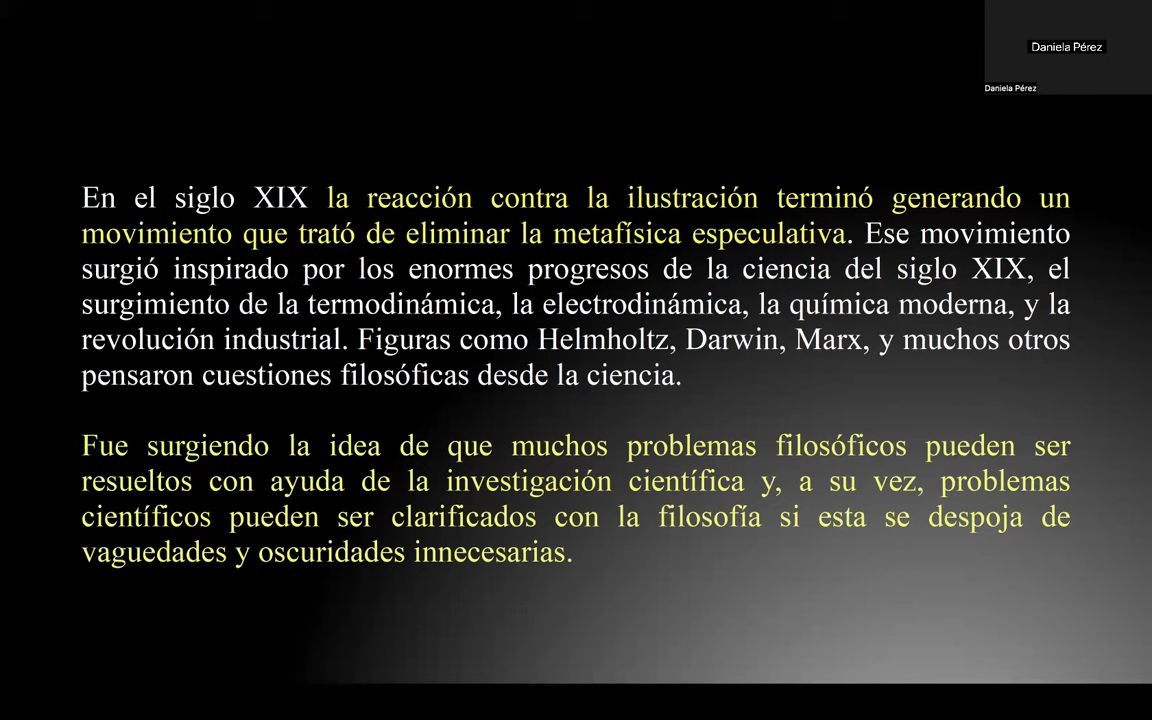 Daniela Pérez
Daniela Pérez
En el siglo XIX la reacción contra la ilustración terminó generando un
movimiento que trató de eliminar la metafísica especulativa. Ese movimiento
surgió inspirado por los enormes progresos de la ciencia del siglo XIX, el
surgimiento de la termodinámica, la electrodinámica, la química moderna, y la
revolución industrial. Figuras como Helmholtz, Darwin, Marx, y muchos otros
pensaron cuestiones filosóficas desde la ciencia.
Fue surgiendo la idea de que muchos problemas filosóficos pueden ser
resueltos con ayuda de la investigación científica y, a su vez, problemas
científicos pueden ser clarificados con la filosofía si esta se despoja de
vaguedades y oscuridades innecesarias.